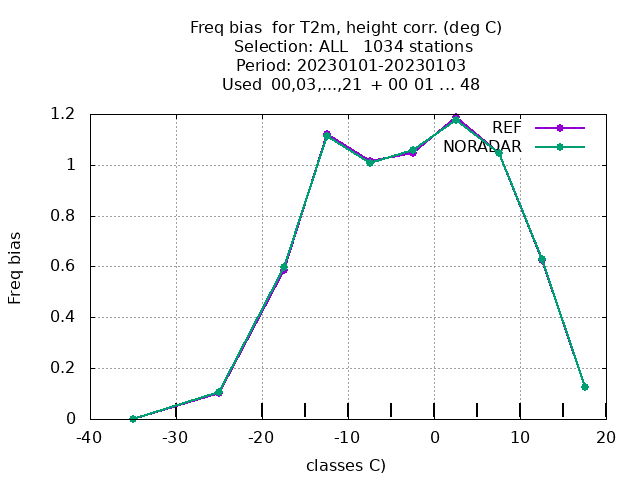 Freq bias  for T2m, height corr. (deg C)
Selection: ALL   1034 stations
Period: 20230101-20230103
Used  00,03,...,21  + 00 01 ... 48
REF
NORADAR
Freq bias
1.2
1
0.8
0.6
0.4
0.2
0
-40 -30 -20 -10 0 10 20
classes C)